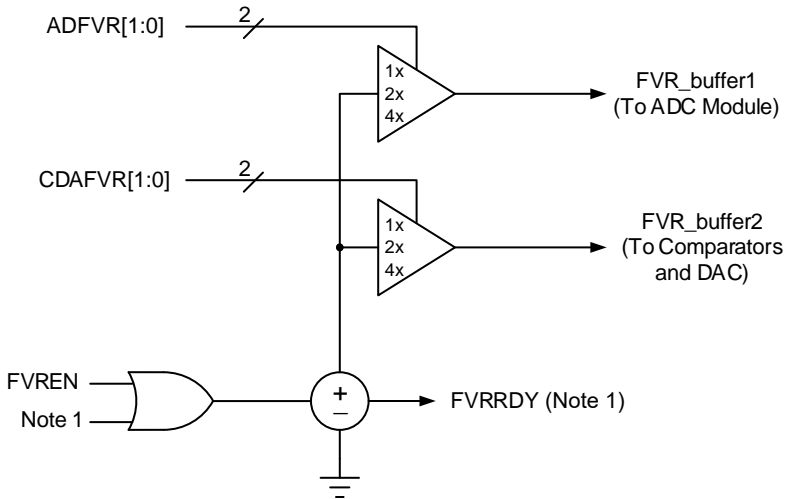 ADFVR[1:0]
2
1x
2x
4x
FVR_buffer1
(To ADC Module)
CDAFVR[1:0]
2
1x
2x
4x
FVR_buffer2
(To Comparators
and DAC)
FVREN
Note 1
+
–
FVRRDY (Note 1)